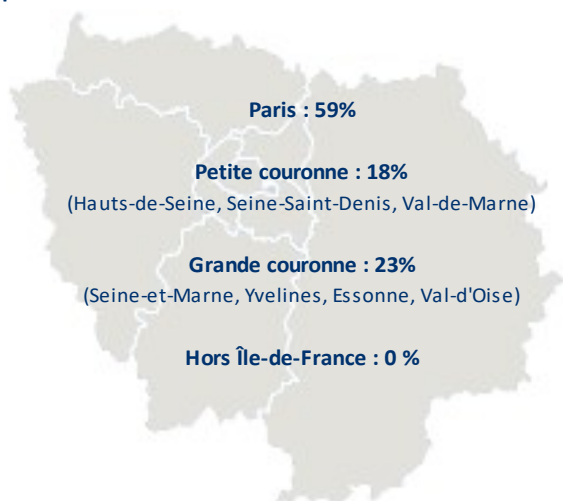 Paris : 59%
Petite couronne : 18%
(Hauts-de-Seine, Seine-Saint-Denis, Val-de-Marne)
Grande couronne : 23%
(Seine-et-Marne, Yvelines, Essonne, Val-d'Oise)
Hors Île-de-France : 0 %